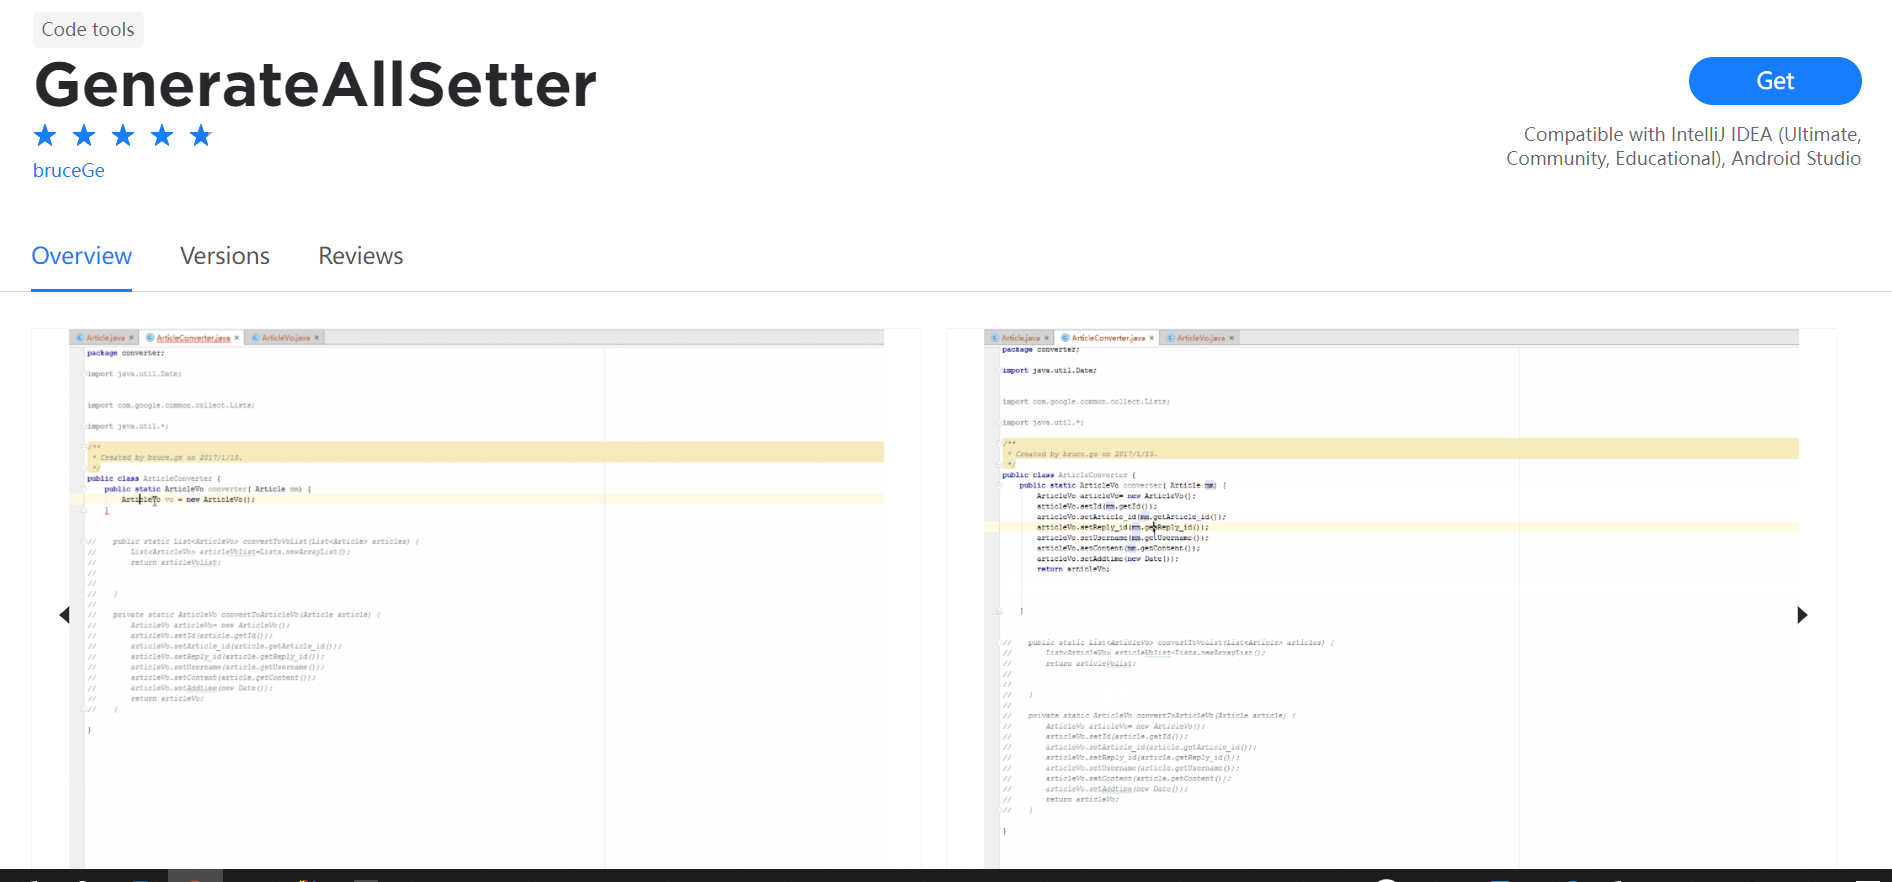 Code tools
GenerateAllSetter
bruceGe
Get
Compatible with IntelliJ IDEA (Ultimate,
Community, Educational), Android Studio
Overview
Versions
Reviews
Article.java × ArticleConverter.java × ArticleVo.java ×
package converter;
import java.util.Date;
import com.google.common.collect.Lists;
import java.util.*;
/**
* Created by bruce.ge on 2017/1/15.
*/
public class ArticleConverter {
public static ArticleVo converter( Article mm) {
ArticleVo vo = new ArticleVo();
}
// public static List<ArticleVo> convertToVoList(List<Article> articles) {
// List<ArticleVo> articleVolist=Lists.newArrayList();
// return articleVolist;
//
//
// }
//
// private static ArticleVo convertToArticleVo(Article article) {
// ArticleVo articleVo= new ArticleVo();
// articleVo.setId(article.getId());
// articleVo.setArticle_id(article.getArticle_id());
// articleVo.setReply_id(article.getReply_id());
// articleVo.setUsername(article.getUsername());
// articleVo.setContent(article.getContent());
// articleVo.setAddtime(new Date());
// return articleVo;
// }
}
Article.java × ArticleConverter.java × ArticleVo.java ×
package converter;
import java.util.Date;
import com.google.common.collect.Lists;
import java.util.*;
/**
* Created by bruce.ge on 2017/1/15.
*/
public class ArticleConverter {
public static ArticleVo converter( Article mm) {
ArticleVo articleVo= new ArticleVo();
articleVo.setId(mm.getId());
articleVo.setArticle_id(mm.getArticle_id());
articleVo.setReply_id(mm.getReply_id());
articleVo.setUsername(mm.getUsername());
articleVo.setContent(mm.getContent());
articleVo.setAddtime(new Date());
return articleVo;
}
// public static List<ArticleVo> convertToVoList(List<Article> articles) {
// List<ArticleVo> articleVolist=Lists.newArrayList();
// return articleVolist;
//
//
// }
//
// private static ArticleVo convertToArticleVo(Article article) {
// ArticleVo articleVo= new ArticleVo();
// articleVo.setId(article.getId());
// articleVo.setArticle_id(article.getArticle_id());
// articleVo.setReply_id(article.getReply_id());
// articleVo.setUsername(article.getUsername());
// articleVo.setContent(article.getContent());
// articleVo.setAddtime(new Date());
// return articleVo;
// }
}